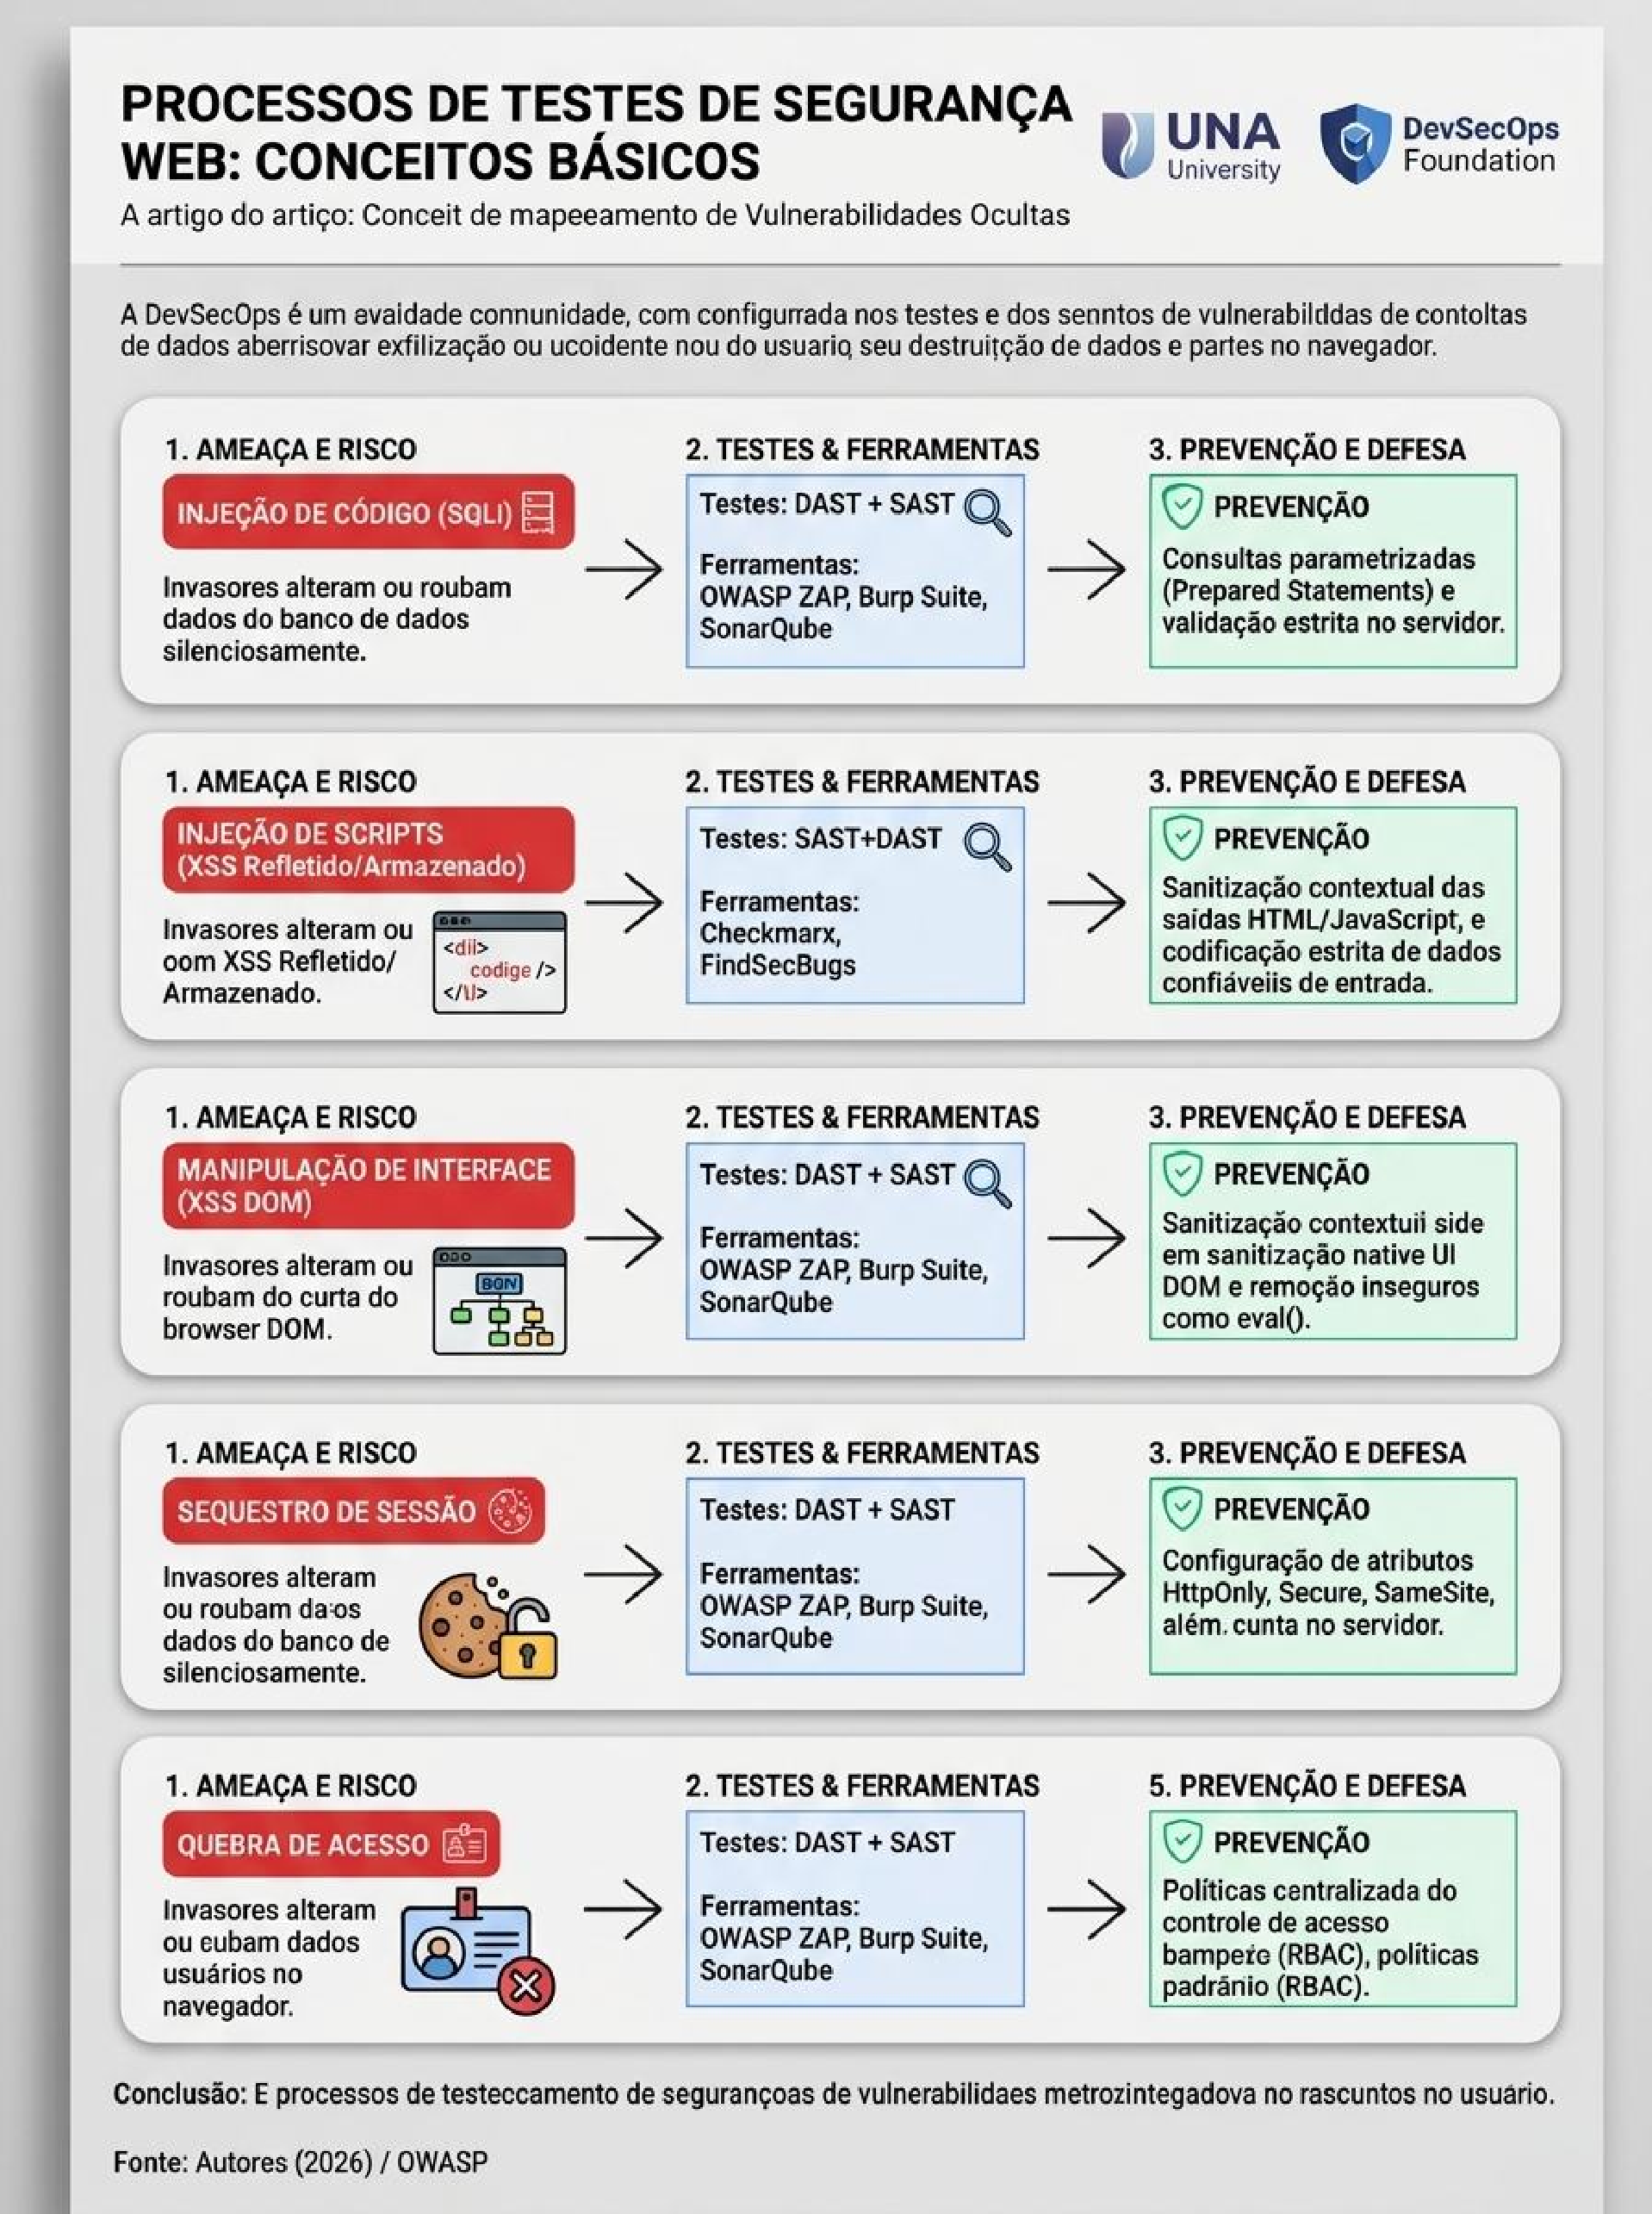 PROCESSOS DE TESTES DE SEGURANÇA
WEB: CONCEITOS BÁSICOS
A artigo do artiço: Conceit de mapeeamento de Vulnerabilidades Ocultas
UNA
University
DevSecOps
Foundation
A DevSecOps é um avaidade comnunidade, com configurrada nos testes e dos senntos de vulnerabilddas de contoltas
de dados aberrisovar exfilização ou ucoidente nou do usuario, seu destruitção de dados e partes no navegador.
1. AMEAÇA E RISCO
INJEÇÃO DE CÓDIGO (SQLI)
Invasores alteram ou roubam
dados do banco de dados
silenciosamente.
2. TESTES & FERRAMENTAS
Testes: DAST + SAST
Ferramentas:
OWASP ZAP, Burp Suite,
SonarQube
3. PREVENÇÃO E DEFESA
PREVENÇÃO
Consultas parametrizadas
(Prepared Statements) e
validação estrita no servidor.
1. AMEAÇA E RISCO
INJEÇÃO DE SCRIPTS
(XSS Refletido/Armazenado)
Invasores alteram ou
oom XSS Refletido/
Armazenado.
<dii>
codige />
</U>
2. TESTES & FERRAMENTAS
Testes: SAST+DAST
Ferramentas:
Checkmarx,
FindSecBugs
3. PREVENÇÃO E DEFESA
PREVENÇÃO
Sanitização contextual das
saídas HTML/JavaScript, e
codificação estrita de dados
confiáveiis de entrada.
1. AMEAÇA E RISCO
MANIPULAÇÃO DE INTERFACE
(XSS DOM)
Invasores alteram ou
roubam do curta do
browser DOM.
BON
2. TESTES & FERRAMENTAS
Testes: DAST + SAST
Ferramentas:
OWASP ZAP, Burp Suite,
SonarQube
3. PREVENÇÃO E DEFESA
PREVENÇÃO
Sanitização contextuii side
em sanitização native UI
DOM e remoção inseguros
como eval().
1. AMEAÇA E RISCO
SEQUESTRO DE SESSÃO
Invasores alteram
ou roubam
dados do banco de
silenciosamente.
2. TESTES & FERRAMENTAS
Testes: DAST + SAST
Ferramentas:
OWASP ZAP, Burp Suite,
SonarQube
3. PREVENÇÃO E DEFESA
PREVENÇÃO
Configuração de atributos
HttpOnly, Secure, SameSite,
além. cunta no servidor.
1. AMEAÇA E RISCO
QUEBRA DE ACESSO
Invasores alteram
ou eubam dados
usuários no
navegador.
2. TESTES & FERRAMENTAS
Testes: DAST + SAST
Ferramentas:
OWASP ZAP, Burp Suite,
SonarQube
5. PREVENÇÃO E DEFESA
PREVENÇÃO
Políticas centralizada do
controle de acesso
bampere (RBAC), políticas
padrãnio (RBAC).
Conclusão: E processos de testeccamento de segurançoas de vulnerabilidaes metrozintegadova no rascuntos no usuário.
Fonte: Autores (2026) / OWASP